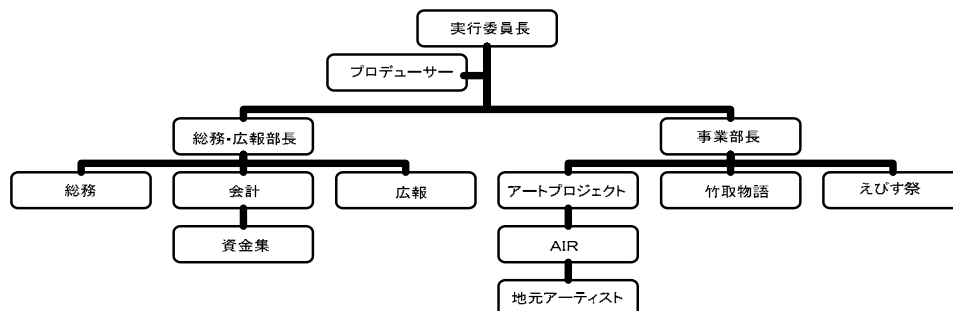 実行委員長
プロデューサー
総務・広報部長
事業部長
総務
会計
広報
アートプロジェクト
竹取物語
えびす祭
資金集
AIR
地元アーティスト